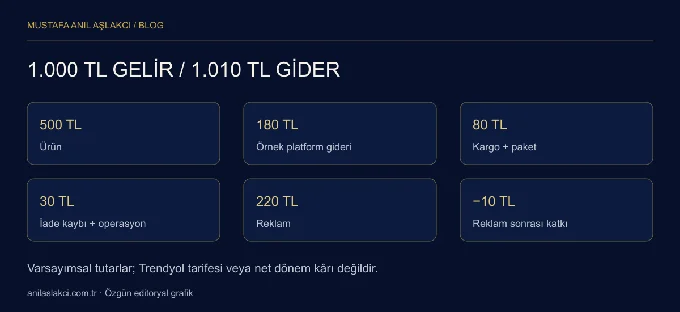 MUSTAFA ANIL AŞLAKCI / BLOG
1.000 TL GELİR / 1.010 TL GİDER
500 TL
Ürün
180 TL
Örnek platform gideri
80 TL
Kargo + paket
30 TL
İade kaybı + operasyon
220 TL
Reklam
−10 TL
Reklam sonrası katkı
Varsayımsal tutarlar; Trendyol tarifesi veya net dönem kârı değildir.
anilaslakci.com.tr · Özgün editoryal grafik